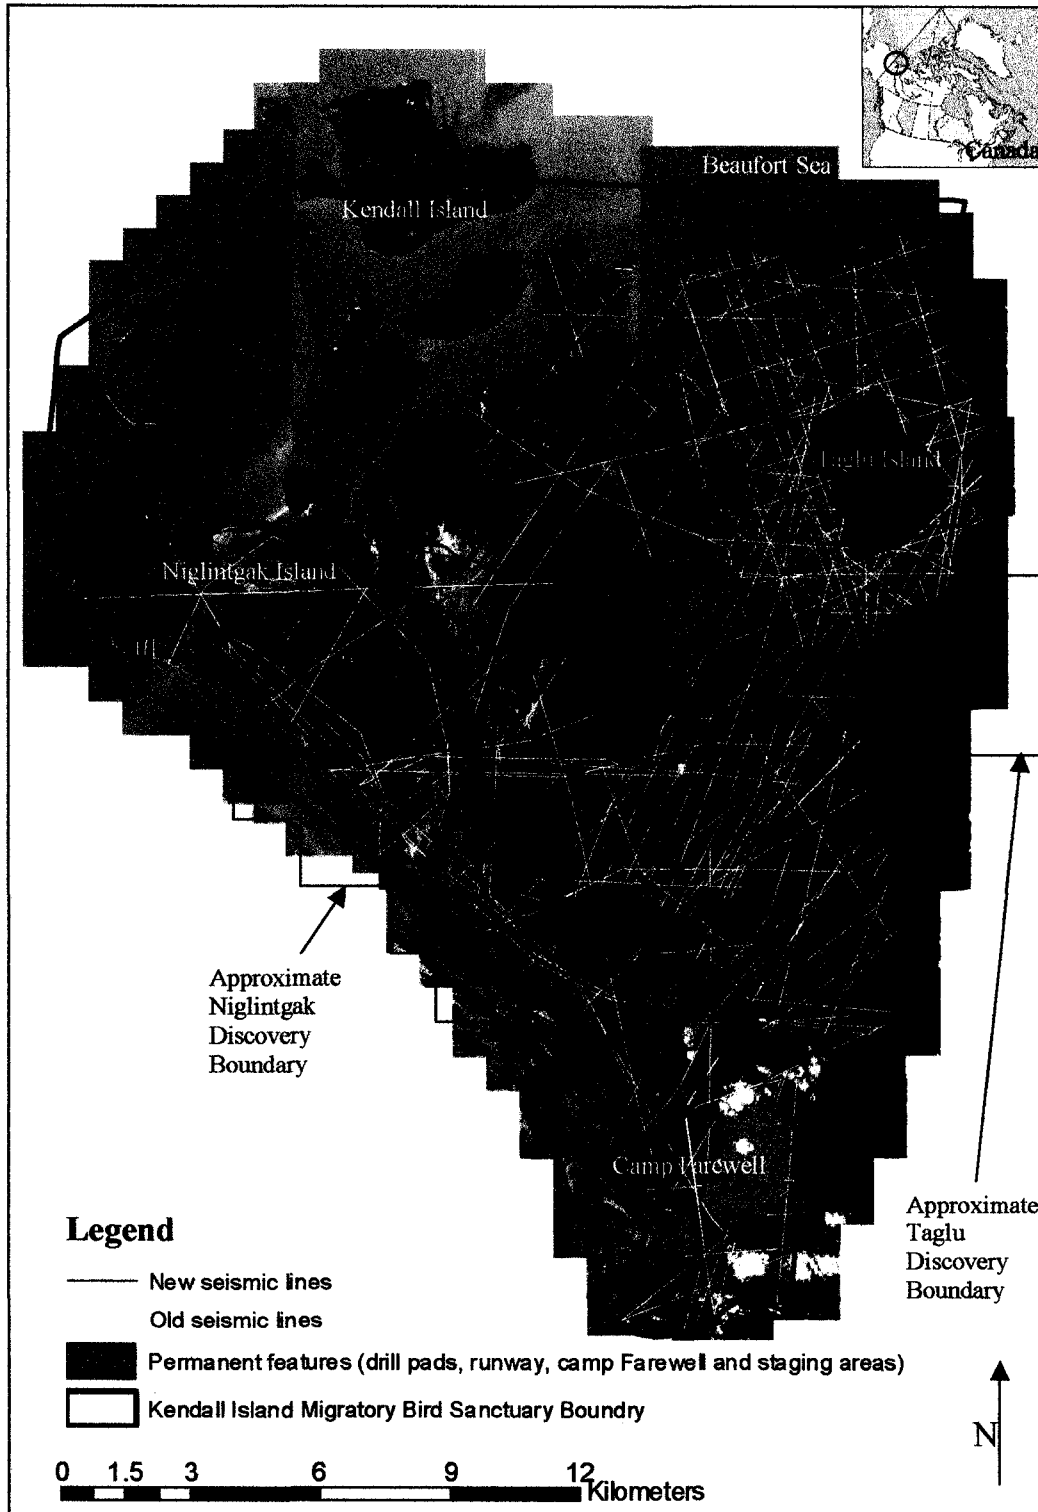 Canada
Beaufort Sea
Kendall Island
Taglu Island
Niglintgak Island
Approximate
Niglintgak
Discovery
Boundary
Camp Farewell
Approximate
Taglu
Discovery
Boundary
Legend
New seismic lines
Old seismic lines
Permanent features (drill pads, runway, camp Farewell and staging areas)
Kendall Island Migratory Bird Sanctuary Boundry
N
0 1.5 3 6 9 12
Kilometers